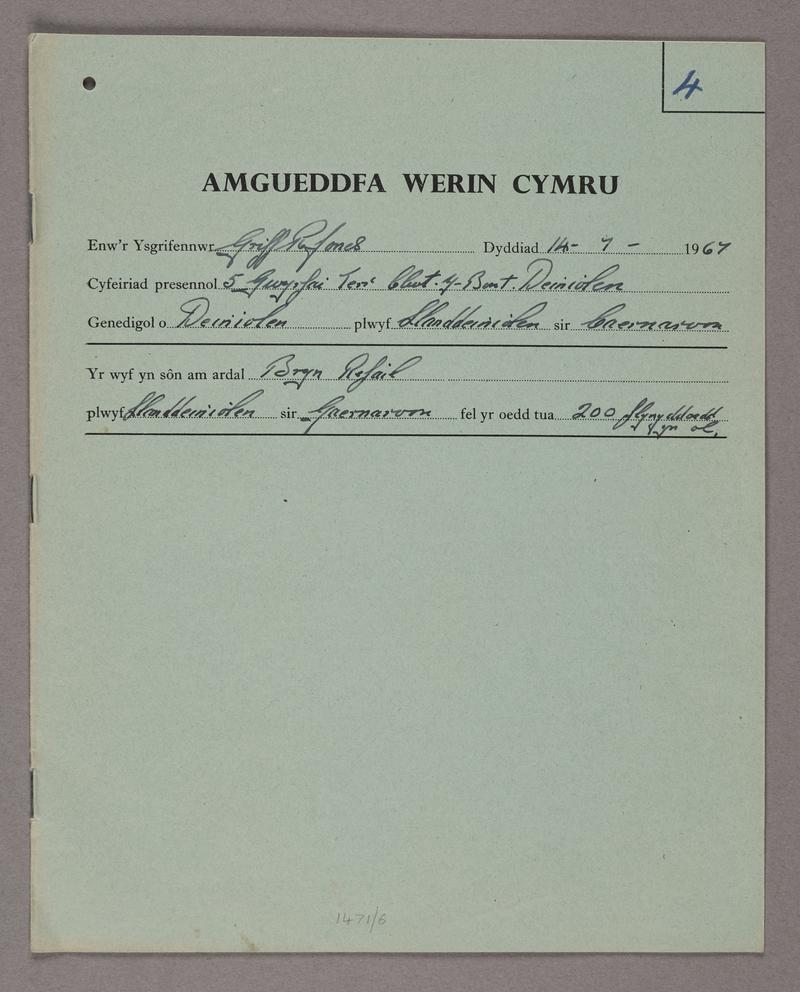 4
AMGUEDDFA WERIN CYMRU
Enw'r Ysgrifennwr Griff R Jones Dyddiad 14 - 7 - 1967
Cyfeiriad presennol 5 Gwyrfai Terr Clwt-y-Bont. Deiniolen
Genedigol o Deiniolen plwyf Llanddeiniolen sir Caernarvon
Yr wyf yn sôn am ardal Bryn Refail
plwyf Llanddeiniolen sir Caernarvon fel yr oedd tua 200 flynyddoedd
yn ol.
1471/6